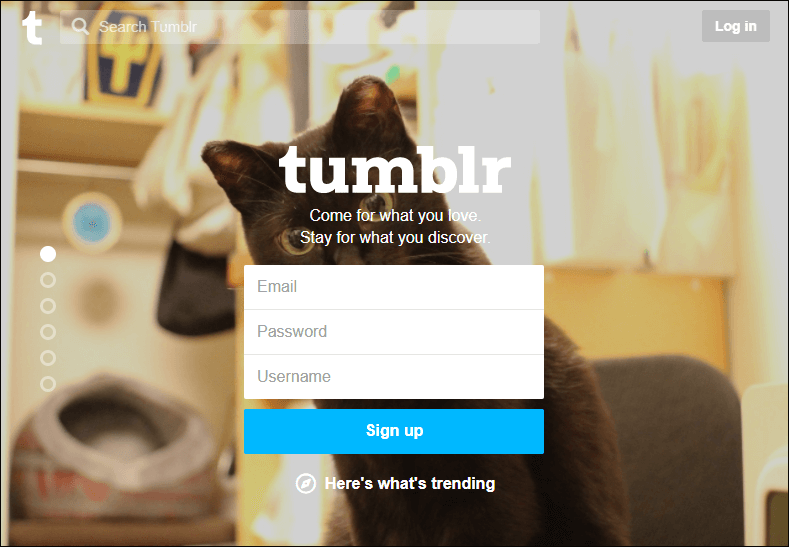 t
Search Tumblr
Log in
tumblr
Come for what you love.
Stay for what you discover.
Email
Password
Username
Sign up
Here's what's trending